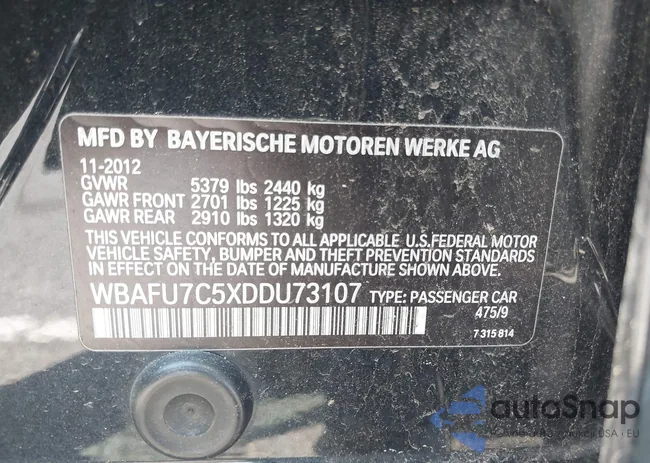 MFD BY BAYERISCHE MOTOREN WERKE AG
11-2012
GVWR 5379 lbs 2440 kg
GAWR FRONT 2701 lbs 1225 kg
GAWR REAR 2910 lbs 1320 kg
THIS VEHICLE CONFORMS TO ALL APPLICABLE U.S.FEDERAL MOTOR
VEHICLE SAFETY, BUMPER AND THEFT PREVENTION STANDARDS
IN EFFECT ON THE DATE OF MANUFACTURE SHOWN ABOVE.
WBAFU7C5XDDU73107 TYPE: PASSENGER CAR
475/9
7 315 814
autoSnap
USA - EU